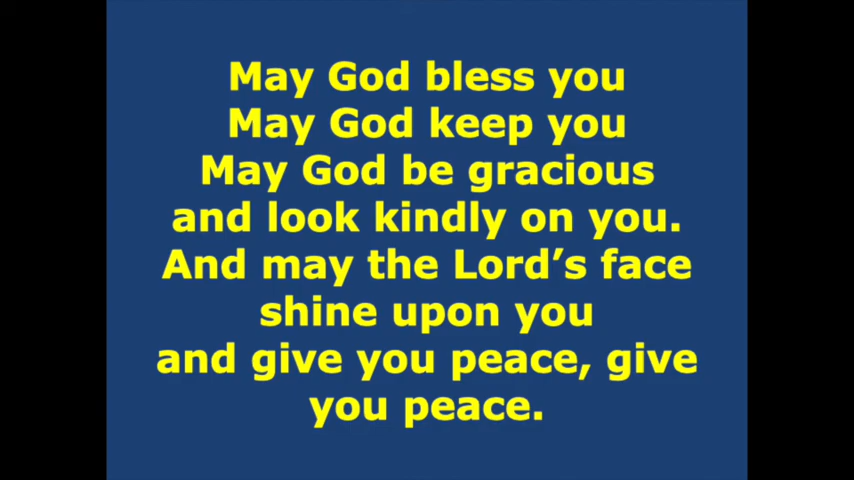 May God bless you
May God keep you
May God be gracious
and look kindly on you.
And may the Lord’s face
shine upon you
and give you peace, give
you peace.